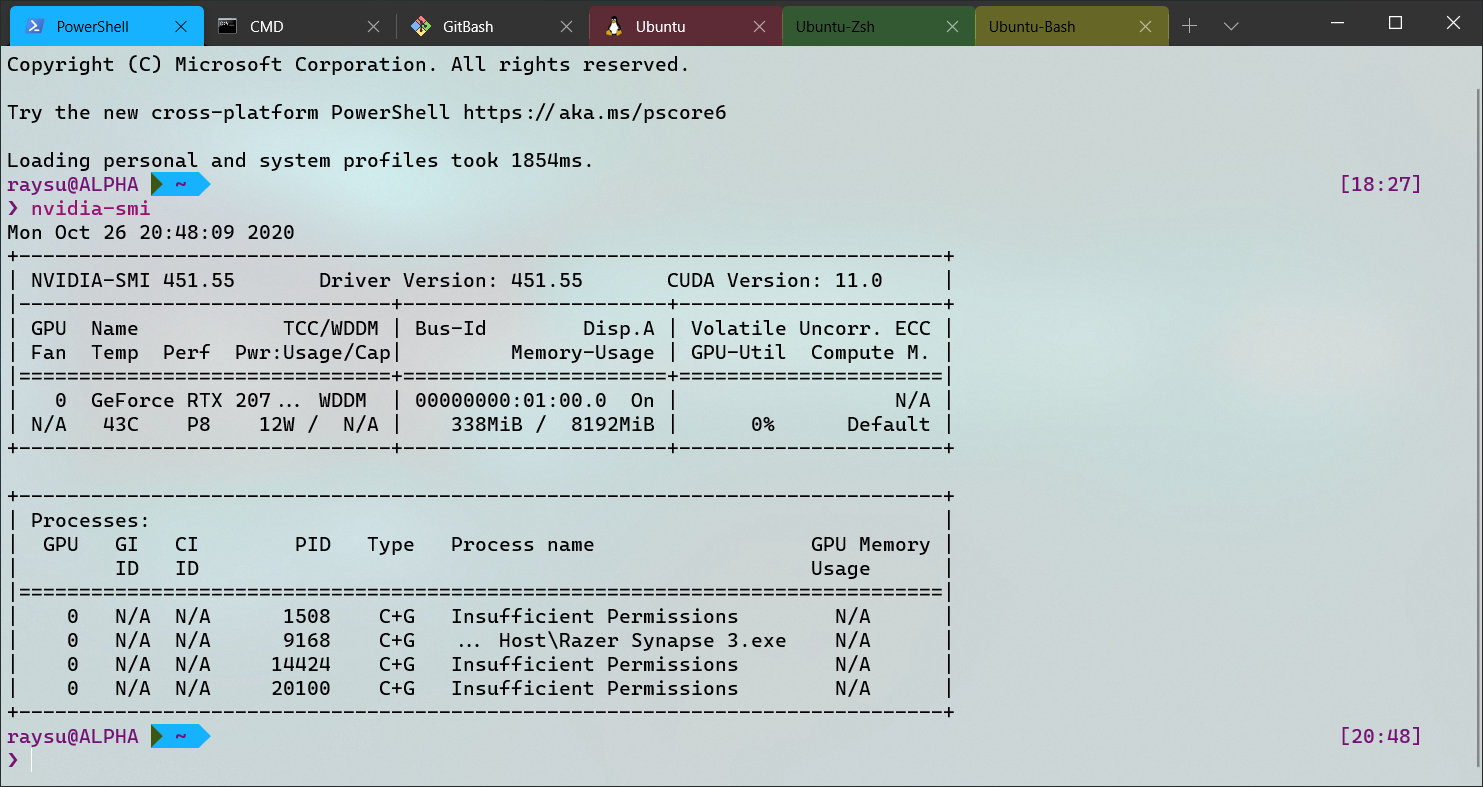 PowerShell CMD GitBash Ubuntu Ubuntu-Zsh Ubuntu-Bash
Copyright (C) Microsoft Corporation. All rights reserved.
Try the new cross-platform PowerShell https://aka.ms/pscore6
Loading personal and system profiles took 1854ms.
raysu@ALPHA ~ [18:27]
❯ nvidia-smi
Mon Oct 26 20:48:09 2020
+-----------------------------------------------------------------------------+
| NVIDIA-SMI 451.55       Driver Version: 451.55       CUDA Version: 11.0     |
|-------------------------------+----------------------+----------------------+
| GPU  Name            TCC/WDDM | Bus-Id        Disp.A | Volatile Uncorr. ECC |
| Fan  Temp  Perf  Pwr:Usage/Cap|         Memory-Usage | GPU-Util  Compute M. |
|===============================+======================+======================|
|   0  GeForce RTX 207... WDDM  | 00000000:01:00.0  On |                  N/A |
| N/A   43C    P8    12W /  N/A |    338MiB /  8192MiB |      0%      Default |
+-------------------------------+----------------------+----------------------+
+-----------------------------------------------------------------------------+
| Processes:                                                                  |
|  GPU   GI   CI        PID   Type   Process name                  GPU Memory |
|        ID   ID                                                   Usage      |
|=============================================================================|
|    0   N/A  N/A      1508    C+G   Insufficient Permissions        N/A      |
|    0   N/A  N/A      9168    C+G   ... Host\Razer Synapse 3.exe    N/A      |
|    0   N/A  N/A     14424    C+G   Insufficient Permissions        N/A      |
|    0   N/A  N/A     20100    C+G   Insufficient Permissions        N/A      |
+-----------------------------------------------------------------------------+
raysu@ALPHA ~ [20:48]
❯